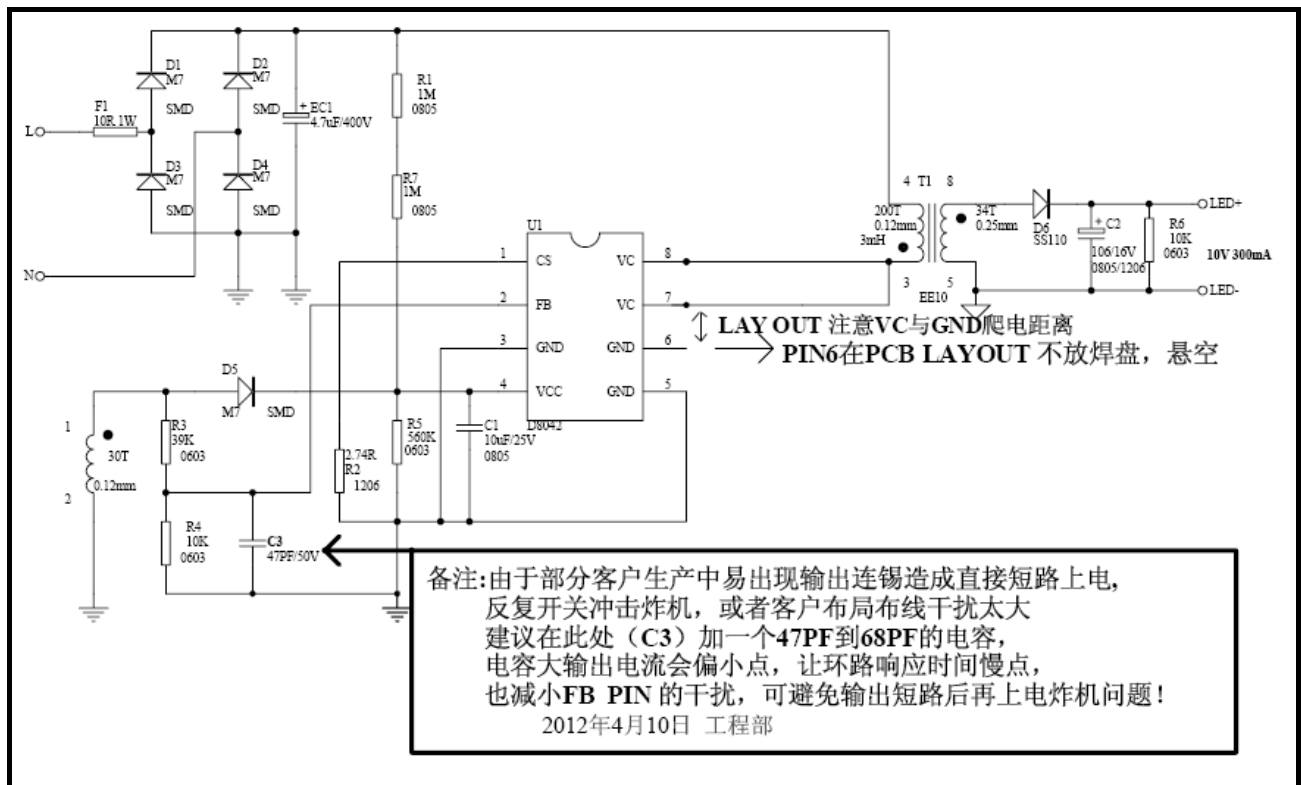 D1
M7
SMD
D2
M7
SMD
EC1
4.7uF/400V
R1
1M
0805
F1
10R 1W
L
D3
M7
SMD
D4
M7
SMD
R7
1M
0805
N
U1
1
CS
VC
8
2
FB
VC
7
3
GND
GND
6
4
VCC
GND
5
D8042
4
T1
8
200T
0.12mm
3mH
34T
0.25mm
3
5
EE10
D6
SS110
+
C2
106/16V
0805/1206
R6
10K
0603
LED+
10V 300mA
LED-
LAY OUT 注意VC与GND爬电距离
PIN6在PCB LAYOUT 不放焊盘，悬空
D5
M7
SMD
1
30T
2
0.12mm
R3
39K
0603
R4
10K
0603
C3
47PF/50V
2.74R
R2
1206
R5
560K
0603
C1
10uF/25V
0805
备注:由于部分客户生产中易出现输出连锡造成直接短路上电,
反复开关冲击炸机，或者客户布局布线干扰太大
建议在此处（C3）加一个47PF到68PF的电容，
电容大输出电流会偏小点，让环路响应时间慢点，
也减小FB PIN 的干扰，可避免输出短路后再上电炸机问题！
2012年4月10日 工程部